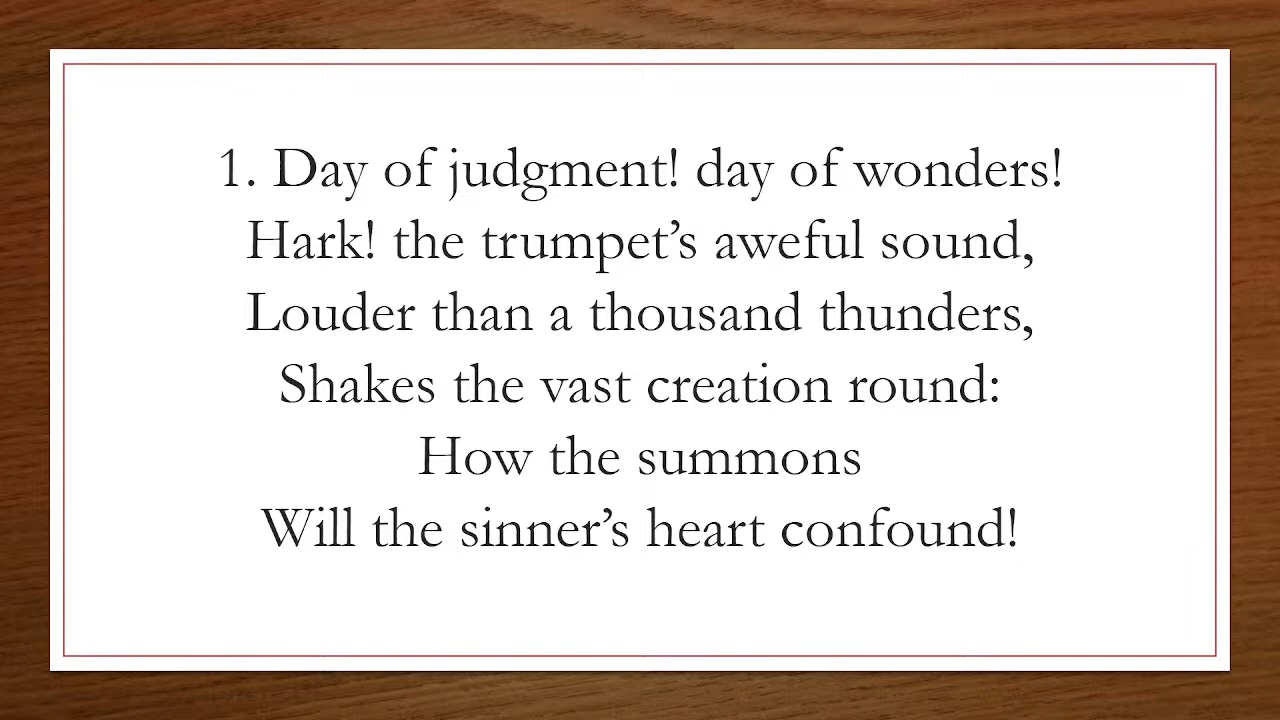 1. Day of judgment! day of wonders!
Hark! the trumpet’s aweful sound,
Louder than a thousand thunders,
Shakes the vast creation round:
How the summons
Will the sinner’s heart confound!